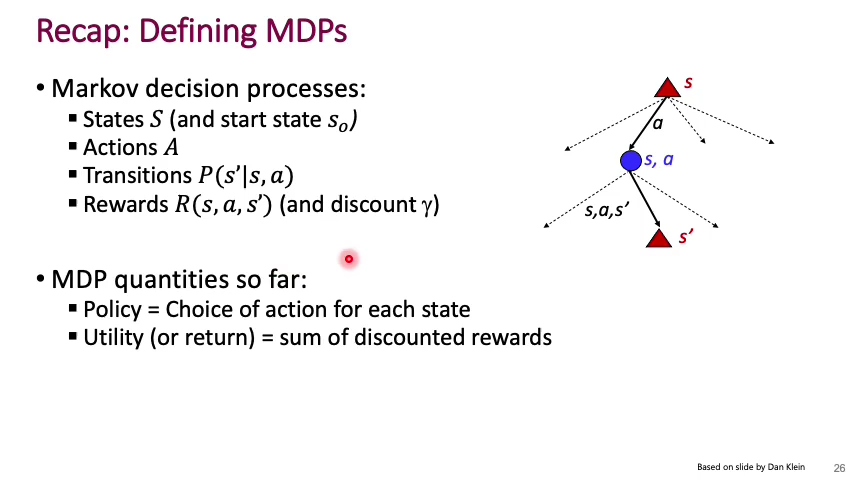 Recap: Defining MDPs
• Markov decision processes:
▪ States S (and start state sₒ)
▪ Actions A
▪ Transitions P(s’|s, a)
▪ Rewards R(s, a, s’) (and discount γ)
• MDP quantities so far:
▪ Policy = Choice of action for each state
▪ Utility (or return) = sum of discounted rewards
s
a
s, a
s,a,s’
s’
Based on slide by Dan Klein
26